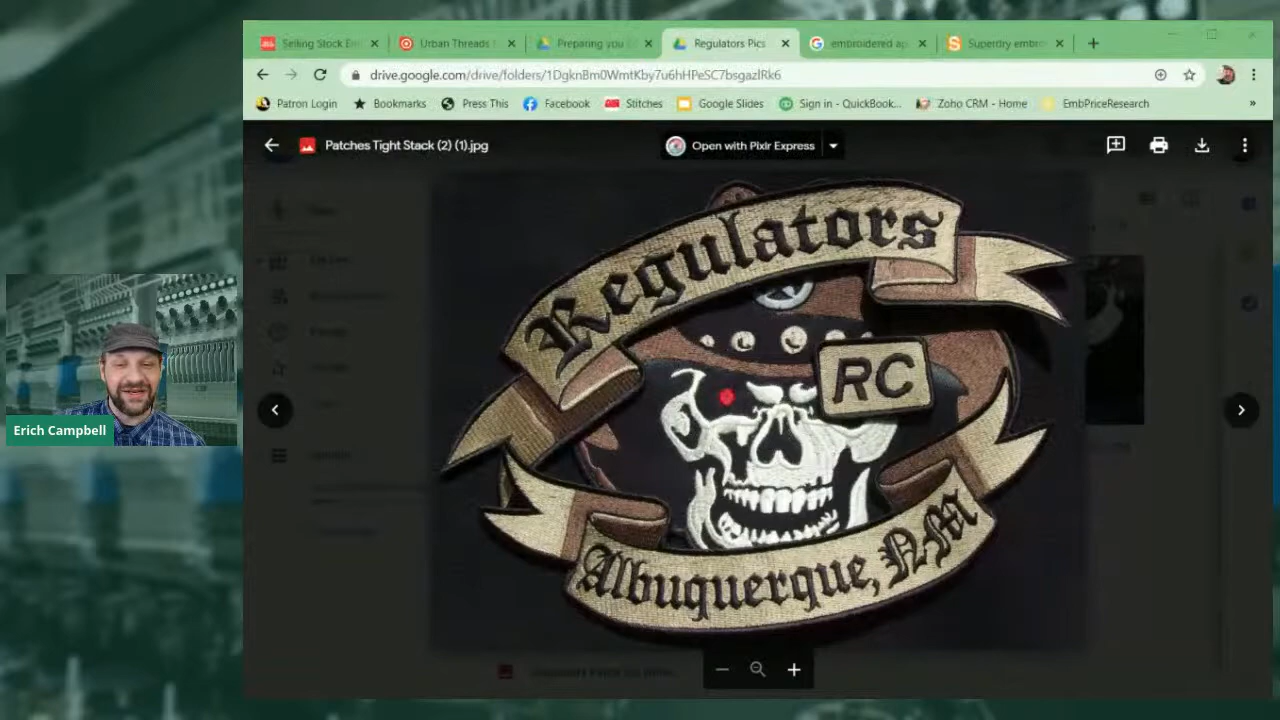 Selling Stock Em
Urban Threads
Preparing you
Regulators Pics
embroidered ap
Superdry embro
drive.google.com/drive/folders/1DgknBm0WmtKby7u6hHPeSC7bsgazlRk6
Patron Login
Bookmarks
Press This
Facebook
Stitches
Google Slides
Sign in - QuickBook...
Zoho CRM - Home
EmbPriceResearch
Patches Tight Stack (2) (1).jpg
Open with Pixlr Express
Regulators
RC
Albuquerque, NM
Erich Campbell